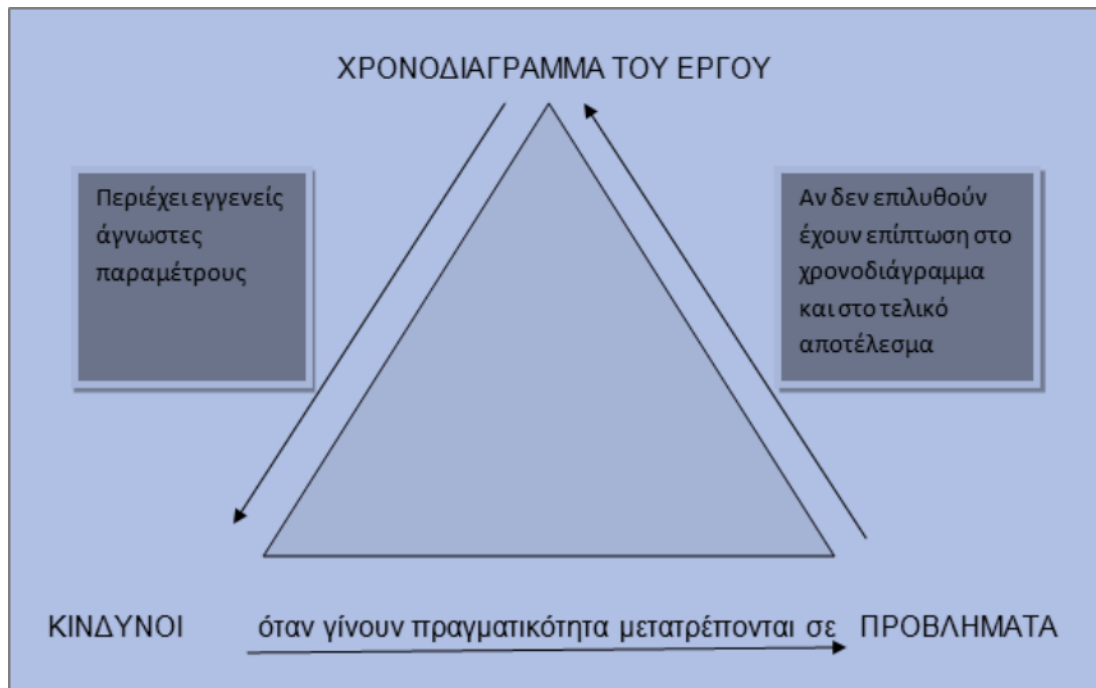 ΧΡΟΝΟΔΙΑΓΡΑΜΜΑ ΤΟΥ ΕΡΓΟΥ
Περιέχει εγγενείς
άγνωστες
παραμέτρους
Αν δεν επιλυθούν
έχουν επίπτωση στο
χρονοδιάγραμμα
και στο τελικό
αποτέλεσμα
ΚΙΝΔΥΝΟΙ όταν γίνουν πραγματικότητα μετατρέπονται σε ΠΡΟΒΛΗΜΑΤΑ